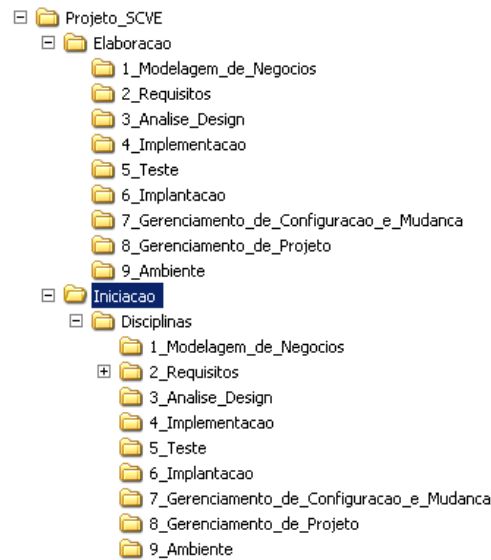 Projeto_SCVE
Elaboracao
1_Modelagem_de_Negocios
2_Requisitos
3_Analise_Design
4_Implementacao
5_Teste
6_Implantacao
7_Gerenciamento_de_Configuracao_e_Mudanca
8_Gerenciamento_de_Projeto
9_Ambiente
Iniciacao
Disciplinas
1_Modelagem_de_Negocios
2_Requisitos
3_Analise_Design
4_Implementacao
5_Teste
6_Implantacao
7_Gerenciamento_de_Configuracao_e_Mudanca
8_Gerenciamento_de_Projeto
9_Ambiente